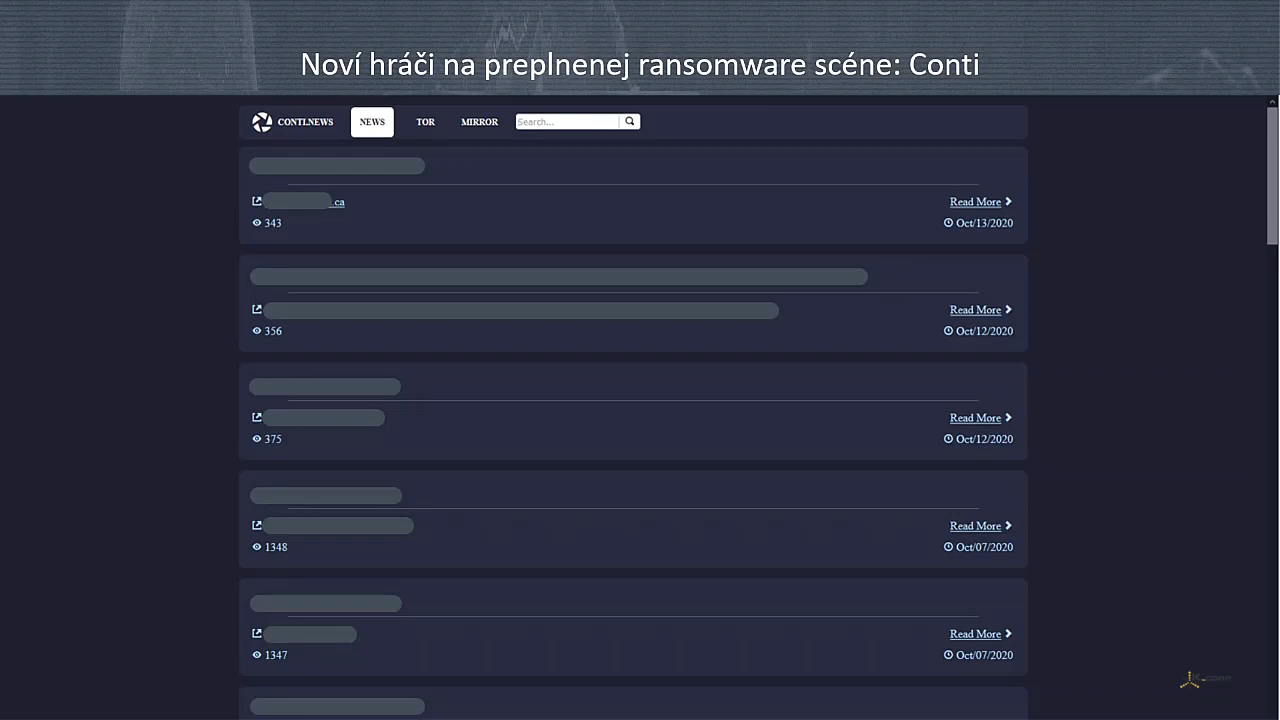 Noví hráči na preplnenej ransomware scéne: Conti
CONTI.NEWS NEWS TOR MIRROR Search...
.ca Read More
343 Oct/13/2020
Read More
356 Oct/12/2020
Read More
375 Oct/12/2020
Read More
1348 Oct/07/2020
Read More
1347 Oct/07/2020